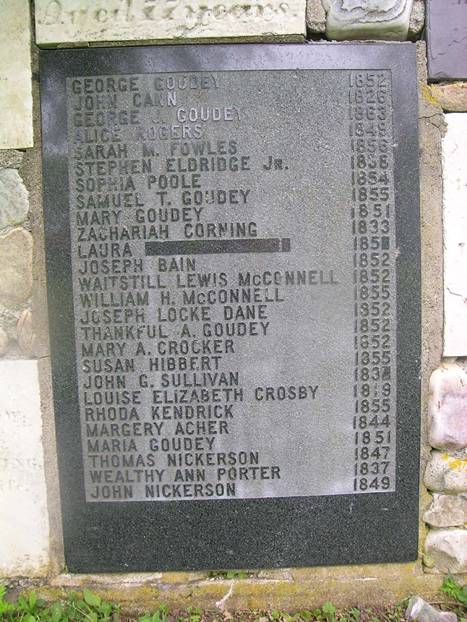 Aged 77 years
GEORGE GOUDEY 1852
JOHN CANN 1826
GEORGE J. GOUDEY 1863
ALICE ROGERS 1849
SARAH M. FOWLES 1856
STEPHEN ELDRIDGE JR. 1836
SOPHIA POOLE 1854
SAMUEL T. GOUDEY 1855
MARY GOUDEY 1851
ZACHARIAH CORNING 1833
LAURA
JOSEPH BAIN 1852
WAITSTILL LEWIS MCCONNELL 1852
WILLIAM H. MCCONNELL 1855
JOSEPH LOCKE DANE 1852
THANKFUL A. GOUDEY 1852
MARY A. CROCKER 1852
SUSAN HIBBERT 1855
JOHN G. SULLIVAN
LOUISE ELIZABETH CROSBY 1819
RHODA KENDRICK 1855
MARGERY ACHER 1844
MARIA GOUDEY 1851
THOMAS NICKERSON 1847
WEALTHY ANN PORTER 1837
JOHN NICKERSON 1849